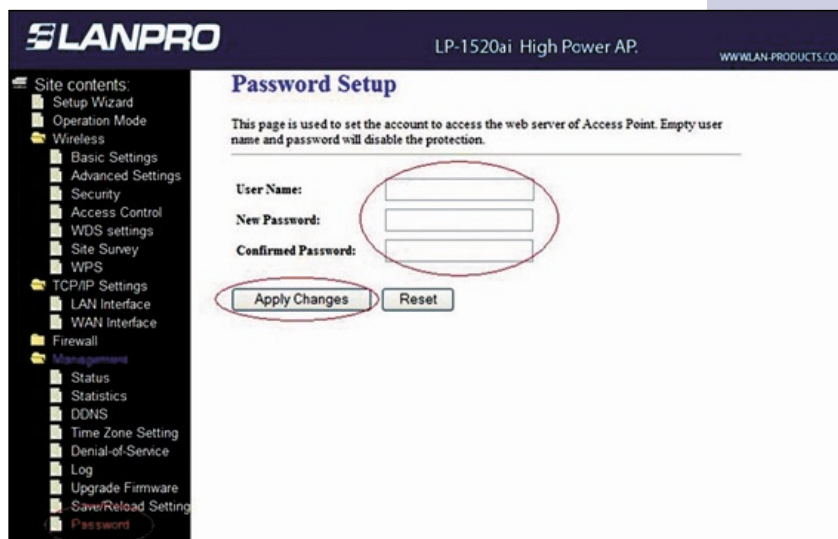 LANPRO
LP-1520ai High Power AP.
WWW.LAN-PRODUCTS.COM
Site contents:
Setup Wizard
Operation Mode
Wireless
Basic Settings
Advanced Settings
Security
Access Control
WDS settings
Site Survey
WPS
TCP/IP Settings
LAN Interface
WAN Interface
Firewall
Management
Status
Statistics
DDNS
Time Zone Setting
Denial-of-Service
Log
Upgrade Firmware
Save/Reload Setting
Password
Password Setup
This page is used to set the account to access the web server of Access Point. Empty user
name and password will disable the protection.
User Name:
New Password:
Confirmed Password:
Apply Changes
Reset